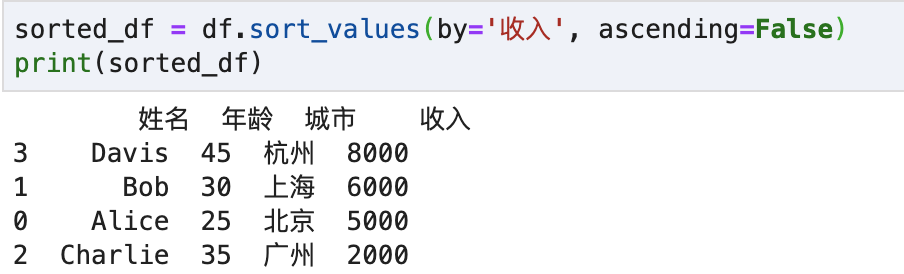 sorted_df = df.sort_values(by='收入', ascending=False)
print(sorted_df)
姓名 年龄 城市 收入
3 Davis 45 杭州 8000
1 Bob 30 上海 6000
0 Alice 25 北京 5000
2 Charlie 35 广州 2000